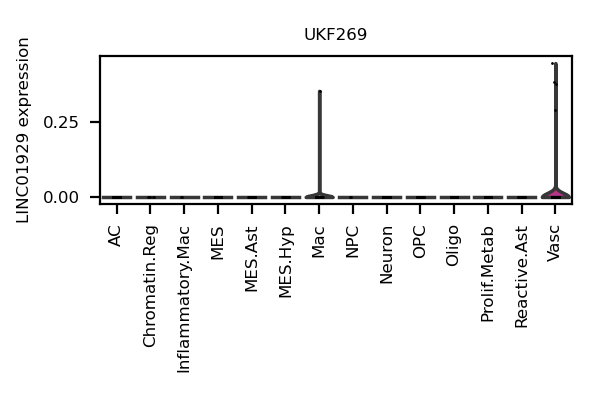 UKF269
LINC01929 expression
0.25
0.00
AC
Chromatin.Reg
Inflammatory.Mac
MES
MES.Ast
MES.Hyp
Mac
NPC
Neuron
OPC
Oligo
Prolif.Metab
Reactive.Ast
Vasc